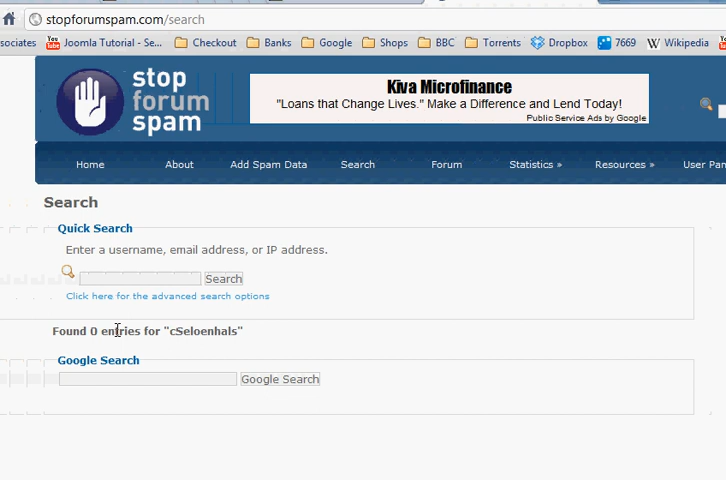 stopforumspam.com/search
sociates Joomla Tutorial - Se... Checkout Banks Google Shops BBC Torrents Dropbox 7669 Wikipedia
stop
forum
spam
Kiva Microfinance
"Loans that Change Lives." Make a Difference and Lend Today!
Public Service Ads by Google
Home About Add Spam Data Search Forum Statistics » Resources » User Pan
Search
Quick Search
Enter a username, email address, or IP address.
Search
Click here for the advanced search options
Found 0 entries for "cSeloenhals"
Google Search
Google Search